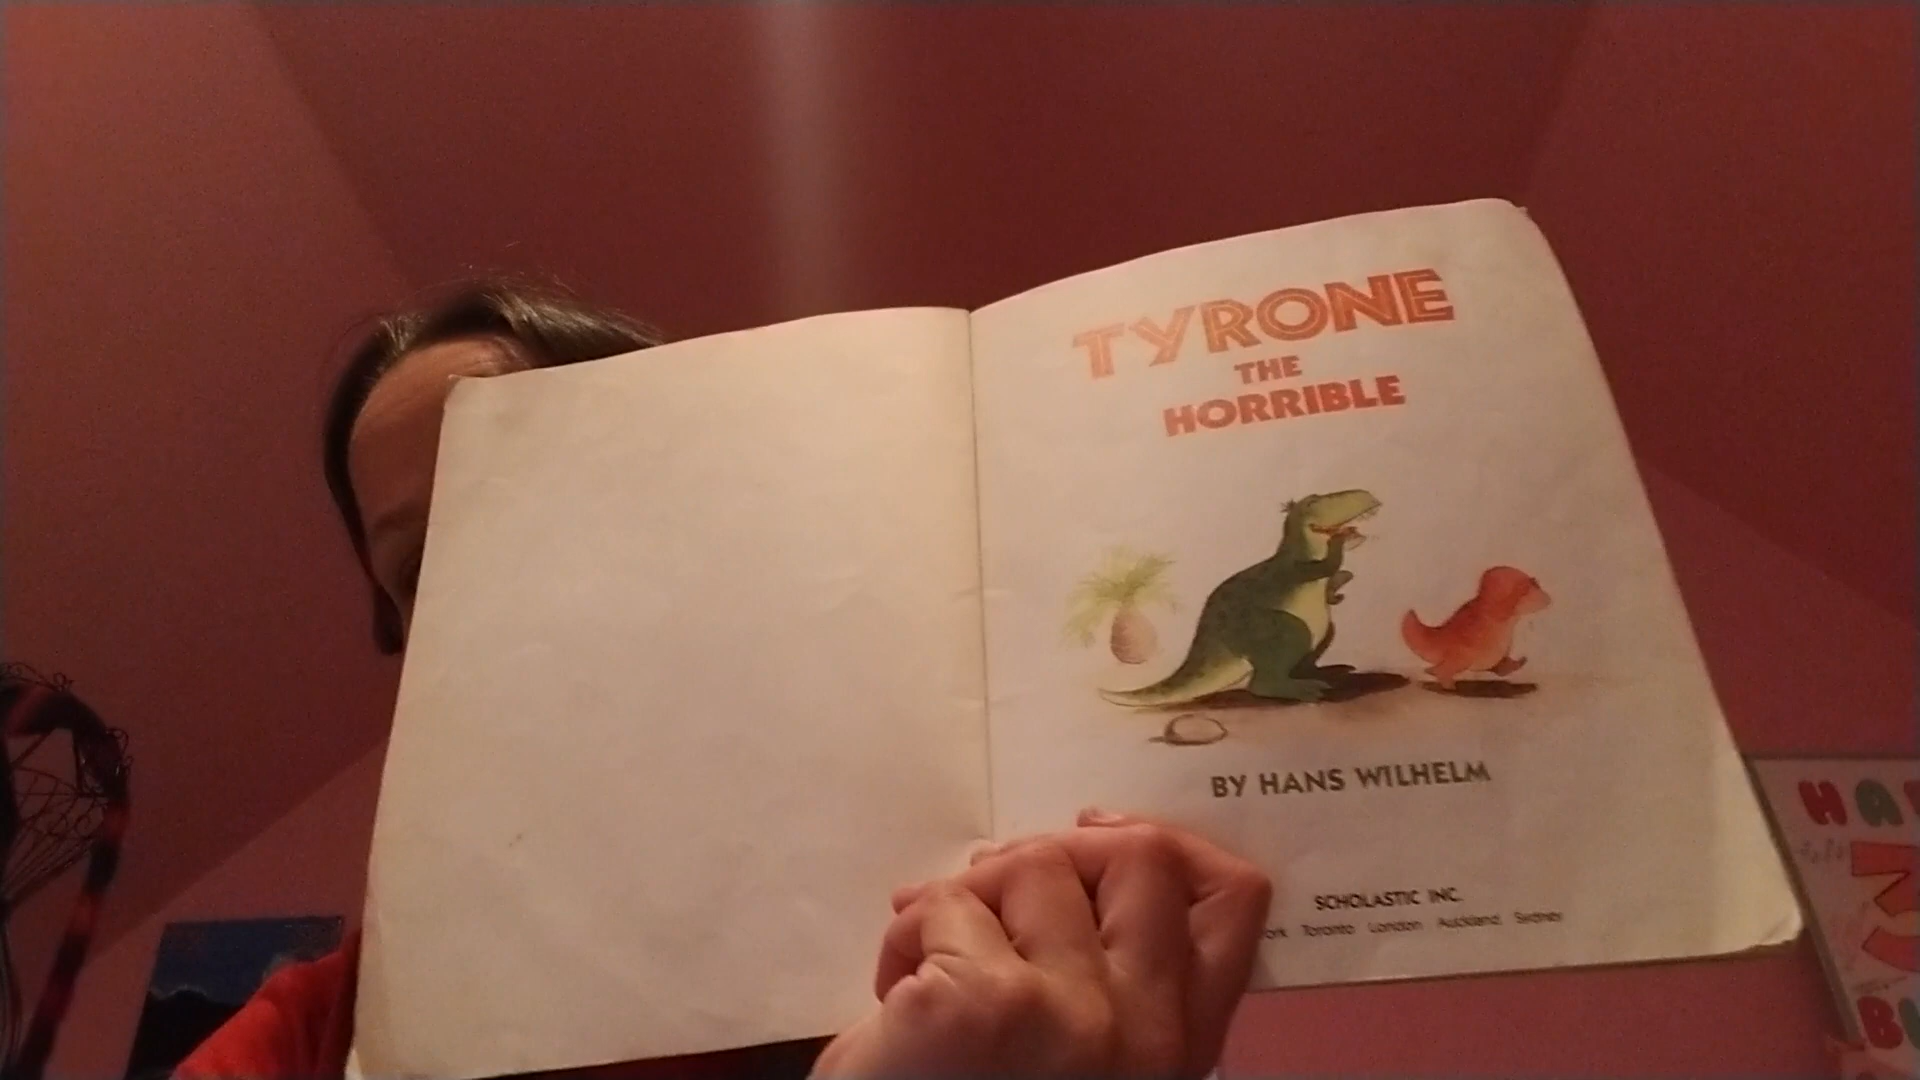 TYRONE
THE
HORRIBLE
BY HANS WILHELM
SCHOLASTIC INC.
Toronto London Auckland Sydney